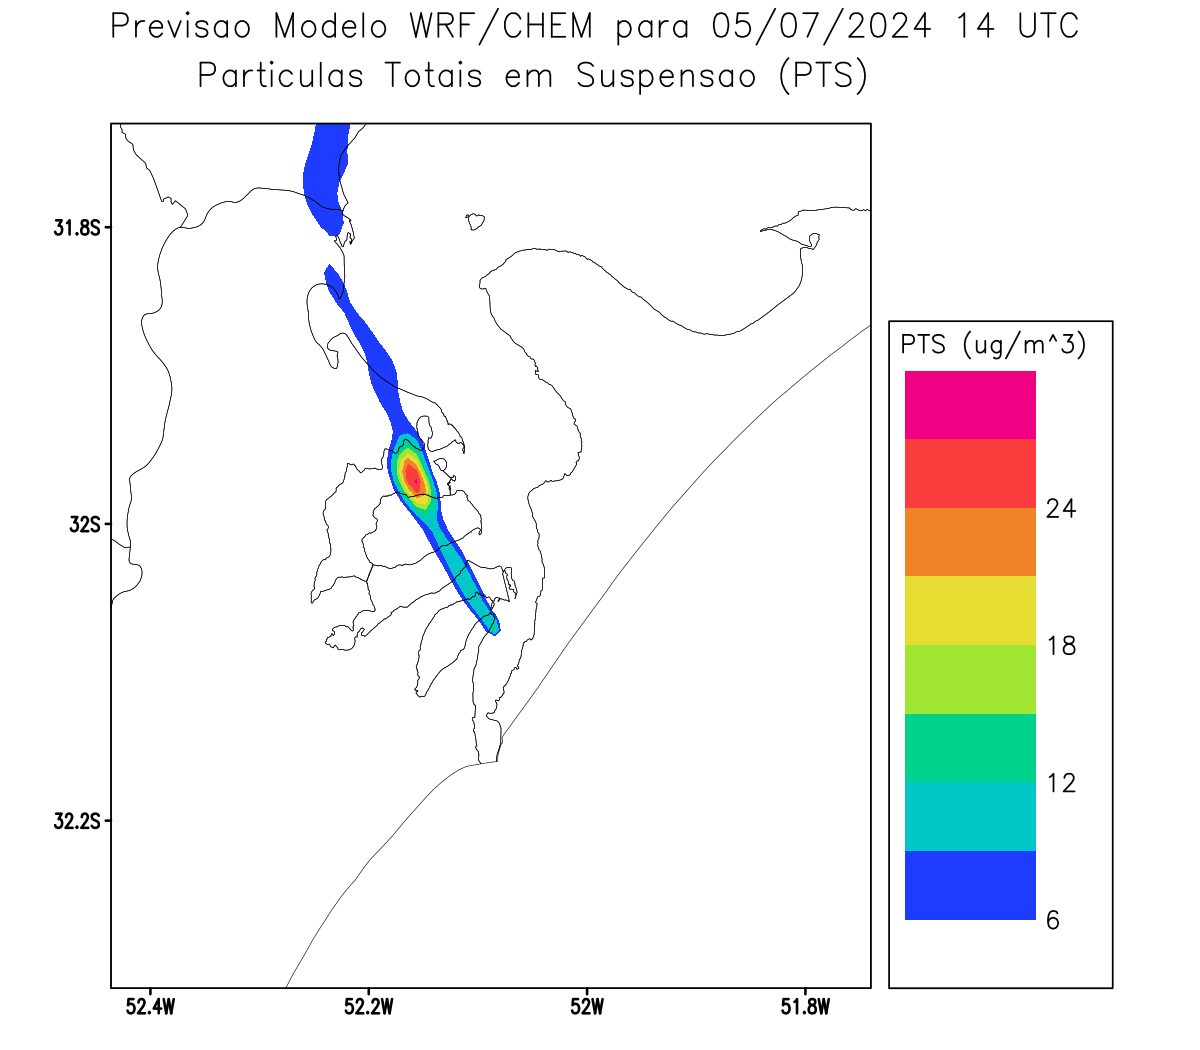 Previsao Modelo WRF/CHEM para 05/07/2024 14 UTC
Particulas Totais em Suspensao (PTS)
31.8S
32S
32.2S
52.4W
52.2W
52W
51.8W
PTS (ug/m^3)
24
18
12
6